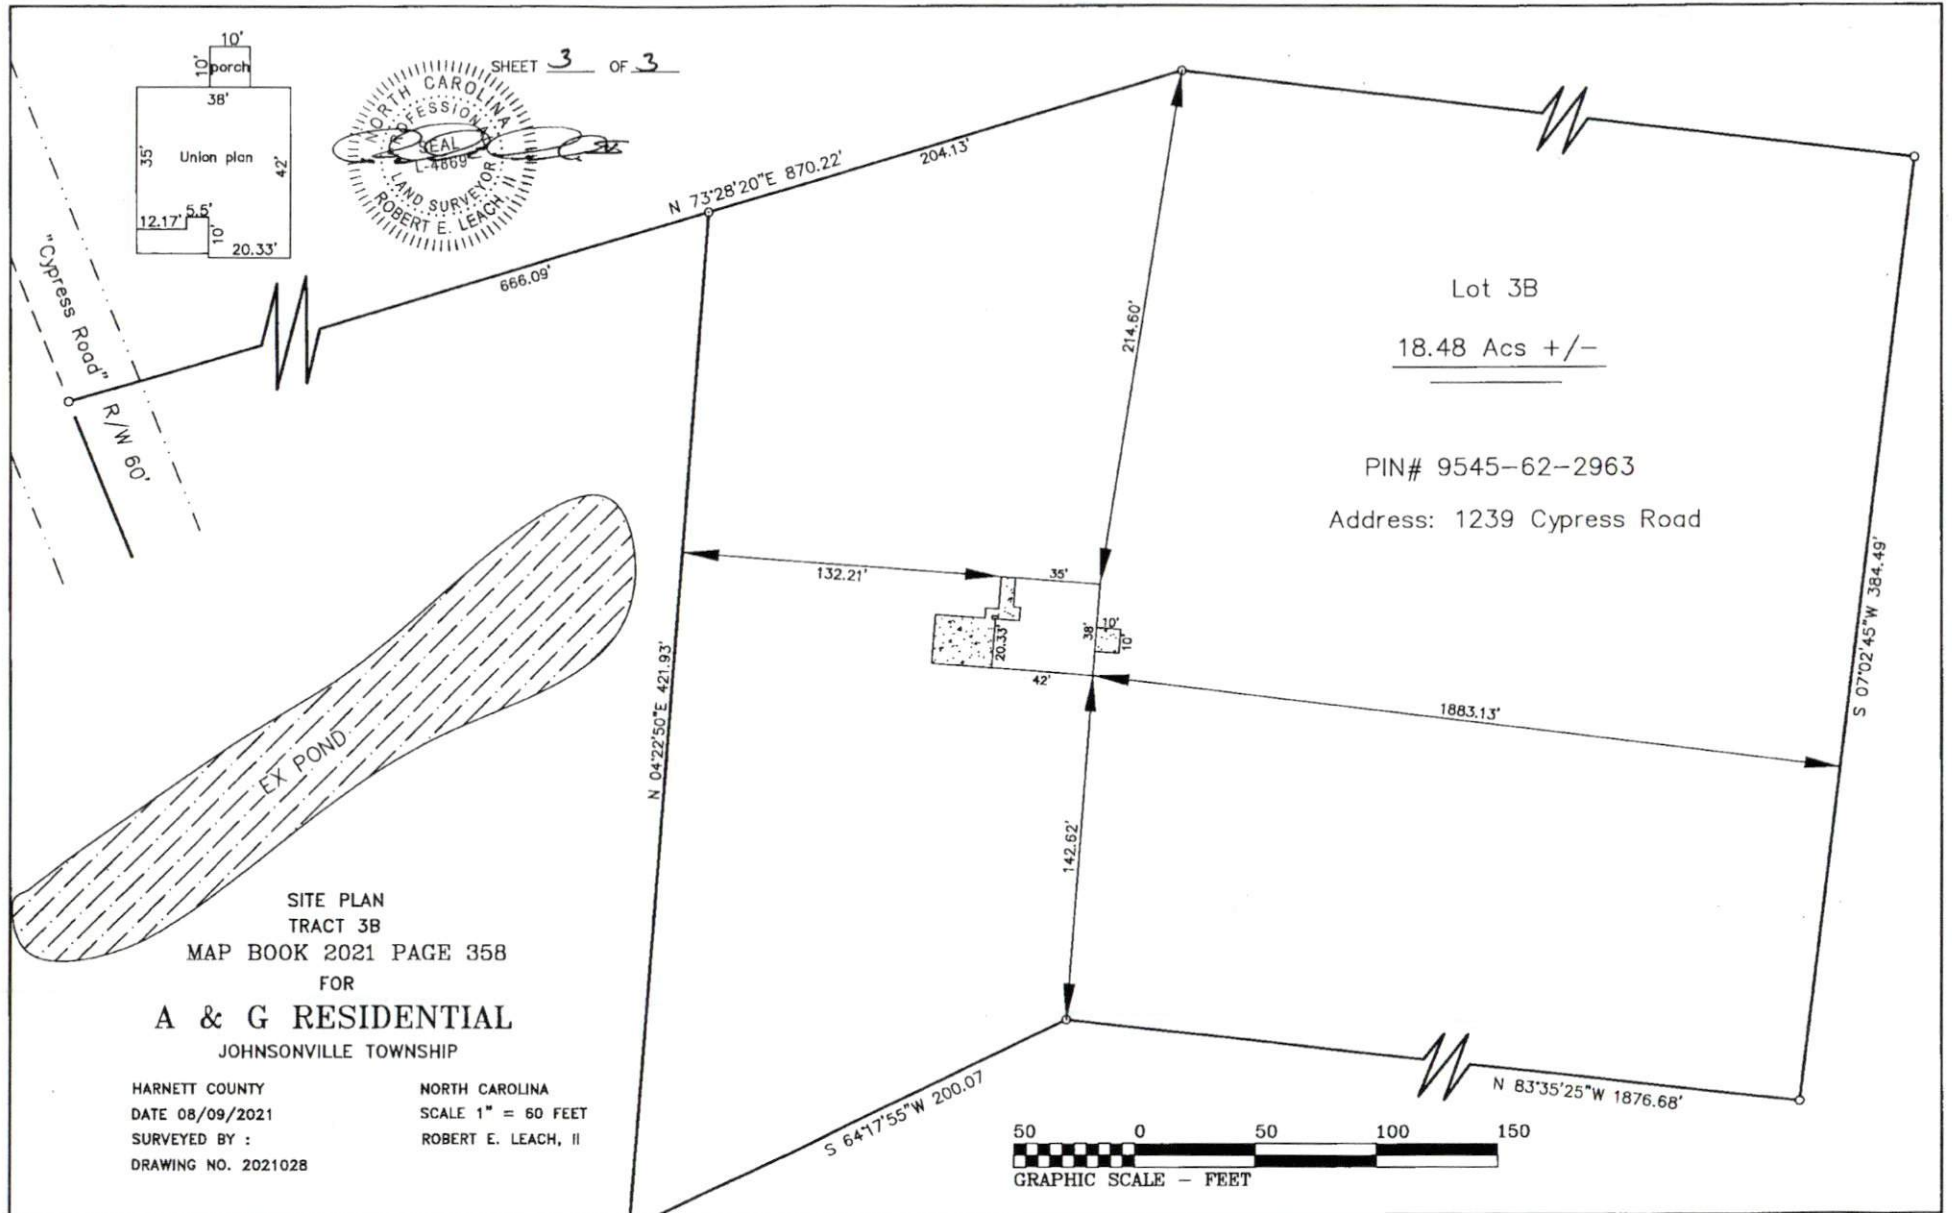 SHEET 3 OF 3
10'
10'
porch
38'
35'
Union plan
42'
12.17'
5.5'
10'
20.33'
NORTH CAROLINA
PROFESSIONAL
SEAL
L-4869
LAND SURVEYOR
ROBERT E. LEACH, II
"Cypress Road"
R/W 60'
N 73°28'20"E 870.22'
204.13'
666.09'
214.60'
Lot 3B
18.48 Acs +/-
PIN# 9545-62-2963
Address: 1239 Cypress Road
S 07°02'45"W 384.49'
132.21'
35'
38'
10'
10'
20.33'
42'
1883.13'
N 04°22'50"E 421.93'
142.62'
EX POND
SITE PLAN
TRACT 3B
MAP BOOK 2021 PAGE 358
FOR
A & G RESIDENTIAL
JOHNSONVILLE TOWNSHIP
HARNETT COUNTY NORTH CAROLINA
DATE 08/09/2021 SCALE 1" = 60 FEET
SURVEYED BY : ROBERT E. LEACH, II
DRAWING NO. 2021028
S 64°17'55"W 200.07
N 83°35'25"W 1876.68'
50 0 50 100 150
GRAPHIC SCALE - FEET